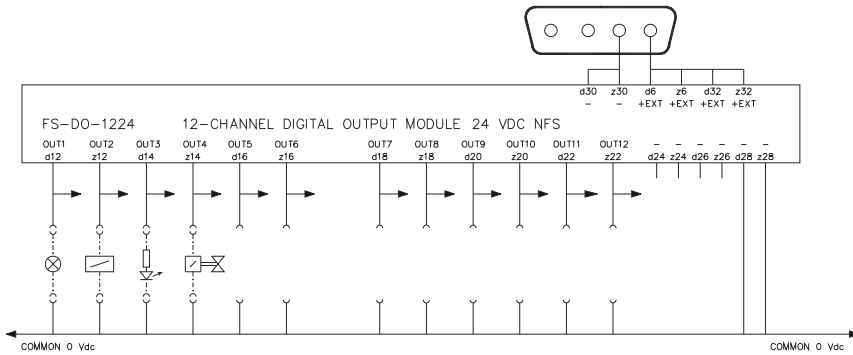 d30 z30 d6 z6 d32 z32
– – +EXT +EXT +EXT +EXT
FS–DO–1224 12–CHANNEL DIGITAL OUTPUT MODULE 24 VDC NFS
OUT1 OUT2 OUT3 OUT4 OUT5 OUT6 OUT7 OUT8 OUT9 OUT10 OUT11 OUT12 – – – – – –
d12 z12 d14 z14 d16 z16 d18 z18 d20 z20 d22 z22 d24 z24 d26 z26 d28 z28
COMMON 0 Vdc COMMON 0 Vdc